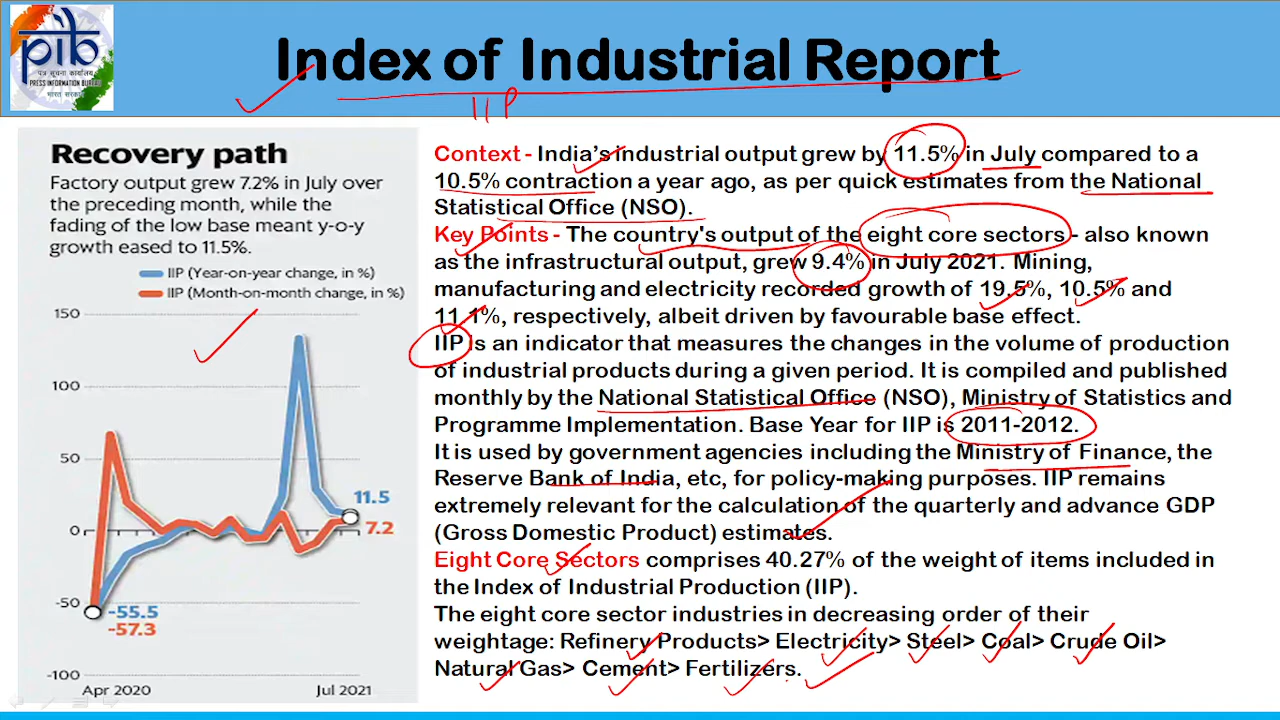 pib
पत्र सूचना कार्यालय
PRESS INFORMATION BUREAU
भारत सरकार
Index of Industrial Report
IIP
Recovery path
Factory output grew 7.2% in July over
the preceding month, while the
fading of the low base meant y-o-y
growth eased to 11.5%.
IIP (Year-on-year change, in %)
IIP (Month-on-month change, in %)
150
100
50
0
-50
-100
11.5
7.2
-55.5
-57.3
Apr 2020
Jul 2021
Context - India's industrial output grew by 11.5% in July compared to a
10.5% contraction a year ago, as per quick estimates from the National
Statistical Office (NSO).
Key Points - The country's output of the eight core sectors - also known
as the infrastructural output, grew 9.4% in July 2021. Mining,
manufacturing and electricity recorded growth of 19.5%, 10.5% and
11.1%, respectively, albeit driven by favourable base effect.
IIP is an indicator that measures the changes in the volume of production
of industrial products during a given period. It is compiled and published
monthly by the National Statistical Office (NSO), Ministry of Statistics and
Programme Implementation. Base Year for IIP is 2011-2012.
It is used by government agencies including the Ministry of Finance, the
Reserve Bank of India, etc, for policy-making purposes. IIP remains
extremely relevant for the calculation of the quarterly and advance GDP
(Gross Domestic Product) estimates.
Eight Core Sectors comprises 40.27% of the weight of items included in
the Index of Industrial Production (IIP).
The eight core sector industries in decreasing order of their
weightage: Refinery Products> Electricity> Steel> Coal> Crude Oil>
Natural Gas> Cement> Fertilizers.